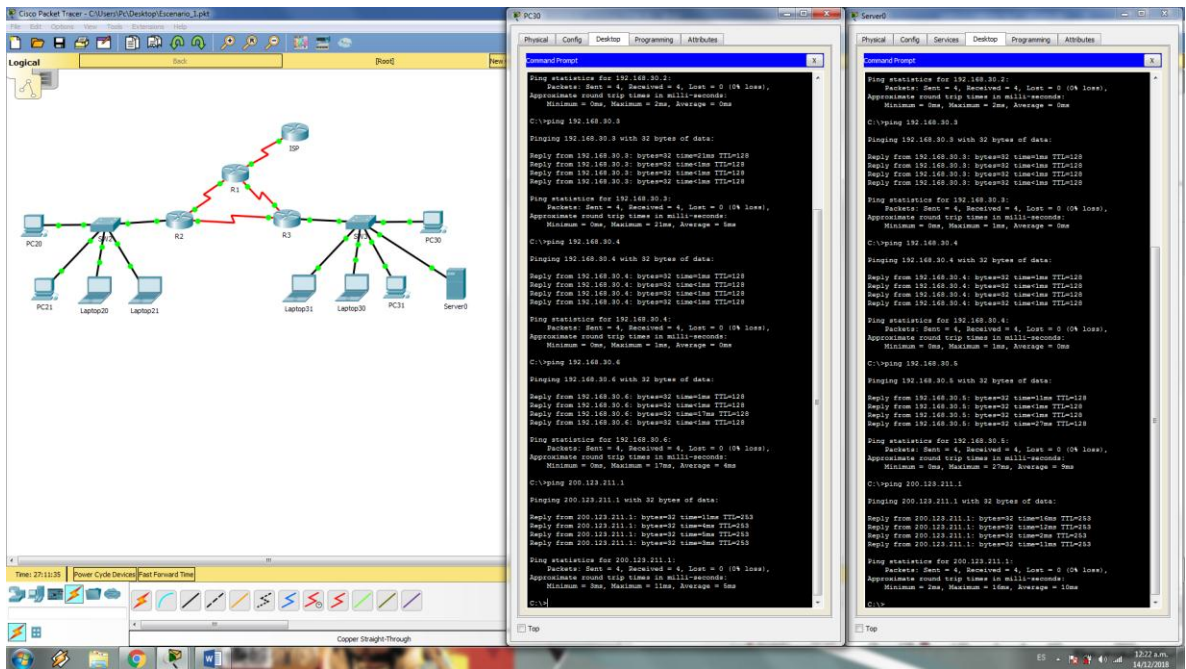 Cisco Packet Tracer - C:\Users\Pc\Desktop\Escenario_1.pkt
File Edit Options View Tools Extensions Help
Logical
Back
[Root]
New
ISP
R1
R2
R3
SW2
SW3
PC20
PC30
PC21
Laptop20
Laptop21
Laptop31
Laptop30
PC31
Server0
Time: 27:11:35
Power Cycle Devices
Fast Forward Time
Copper Straight-Through
PC30
Physical Config Desktop Programming Attributes
Command Prompt
X
Ping statistics for 192.168.30.2:
Packets: Sent = 4, Received = 4, Lost = 0 (0% loss),
Approximate round trip times in milli-seconds:
Minimum = 0ms, Maximum = 2ms, Average = 0ms
C:\>ping 192.168.30.3
Pinging 192.168.30.3 with 32 bytes of data:
Reply from 192.168.30.3: bytes=32 time=21ms TTL=128
Reply from 192.168.30.3: bytes=32 time<1ms TTL=128
Reply from 192.168.30.3: bytes=32 time<1ms TTL=128
Reply from 192.168.30.3: bytes=32 time<1ms TTL=128
Ping statistics for 192.168.30.3:
Packets: Sent = 4, Received = 4, Lost = 0 (0% loss),
Approximate round trip times in milli-seconds:
Minimum = 0ms, Maximum = 21ms, Average = 5ms
C:\>ping 192.168.30.4
Pinging 192.168.30.4 with 32 bytes of data:
Reply from 192.168.30.4: bytes=32 time=1ms TTL=128
Reply from 192.168.30.4: bytes=32 time<1ms TTL=128
Reply from 192.168.30.4: bytes=32 time<1ms TTL=128
Reply from 192.168.30.4: bytes=32 time<1ms TTL=128
Ping statistics for 192.168.30.4:
Packets: Sent = 4, Received = 4, Lost = 0 (0% loss),
Approximate round trip times in milli-seconds:
Minimum = 0ms, Maximum = 1ms, Average = 0ms
C:\>ping 192.168.30.6
Pinging 192.168.30.6 with 32 bytes of data:
Reply from 192.168.30.6: bytes=32 time=1ms TTL=128
Reply from 192.168.30.6: bytes=32 time<1ms TTL=128
Reply from 192.168.30.6: bytes=32 time=17ms TTL=128
Reply from 192.168.30.6: bytes=32 time<1ms TTL=128
Ping statistics for 192.168.30.6:
Packets: Sent = 4, Received = 4, Lost = 0 (0% loss),
Approximate round trip times in milli-seconds:
Minimum = 0ms, Maximum = 17ms, Average = 4ms
C:\>ping 200.123.211.1
Pinging 200.123.211.1 with 32 bytes of data:
Reply from 200.123.211.1: bytes=32 time=11ms TTL=253
Reply from 200.123.211.1: bytes=32 time=6ms TTL=253
Reply from 200.123.211.1: bytes=32 time=5ms TTL=253
Reply from 200.123.211.1: bytes=32 time=3ms TTL=253
Ping statistics for 200.123.211.1:
Packets: Sent = 4, Received = 4, Lost = 0 (0% loss),
Approximate round trip times in milli-seconds:
Minimum = 3ms, Maximum = 11ms, Average = 6ms
C:\>
Top
Server0
Physical Config Services Desktop Programming Attributes
Command Prompt
X
Ping statistics for 192.168.30.2:
Packets: Sent = 4, Received = 4, Lost = 0 (0% loss),
Approximate round trip times in milli-seconds:
Minimum = 0ms, Maximum = 2ms, Average = 0ms
C:\>ping 192.168.30.3
Pinging 192.168.30.3 with 32 bytes of data:
Reply from 192.168.30.3: bytes=32 time=1ms TTL=128
Reply from 192.168.30.3: bytes=32 time<1ms TTL=128
Reply from 192.168.30.3: bytes=32 time<1ms TTL=128
Reply from 192.168.30.3: bytes=32 time<1ms TTL=128
Ping statistics for 192.168.30.3:
Packets: Sent = 4, Received = 4, Lost = 0 (0% loss),
Approximate round trip times in milli-seconds:
Minimum = 0ms, Maximum = 1ms, Average = 0ms
C:\>ping 192.168.30.4
Pinging 192.168.30.4 with 32 bytes of data:
Reply from 192.168.30.4: bytes=32 time=1ms TTL=128
Reply from 192.168.30.4: bytes=32 time<1ms TTL=128
Reply from 192.168.30.4: bytes=32 time<1ms TTL=128
Reply from 192.168.30.4: bytes=32 time<1ms TTL=128
Ping statistics for 192.168.30.4:
Packets: Sent = 4, Received = 4, Lost = 0 (0% loss),
Approximate round trip times in milli-seconds:
Minimum = 0ms, Maximum = 1ms, Average = 0ms
C:\>ping 192.168.30.5
Pinging 192.168.30.5 with 32 bytes of data:
Reply from 192.168.30.5: bytes=32 time=11ms TTL=128
Reply from 192.168.30.5: bytes=32 time<1ms TTL=128
Reply from 192.168.30.5: bytes=32 time<1ms TTL=128
Reply from 192.168.30.5: bytes=32 time=27ms TTL=128
Ping statistics for 192.168.30.5:
Packets: Sent = 4, Received = 4, Lost = 0 (0% loss),
Approximate round trip times in milli-seconds:
Minimum = 0ms, Maximum = 27ms, Average = 9ms
C:\>ping 200.123.211.1
Pinging 200.123.211.1 with 32 bytes of data:
Reply from 200.123.211.1: bytes=32 time=16ms TTL=253
Reply from 200.123.211.1: bytes=32 time=12ms TTL=253
Reply from 200.123.211.1: bytes=32 time=2ms TTL=253
Reply from 200.123.211.1: bytes=32 time=11ms TTL=253
Ping statistics for 200.123.211.1:
Packets: Sent = 4, Received = 4, Lost = 0 (0% loss),
Approximate round trip times in milli-seconds:
Minimum = 2ms, Maximum = 16ms, Average = 10ms
C:\>
Top
ES
12:22 a.m.
14/12/2018